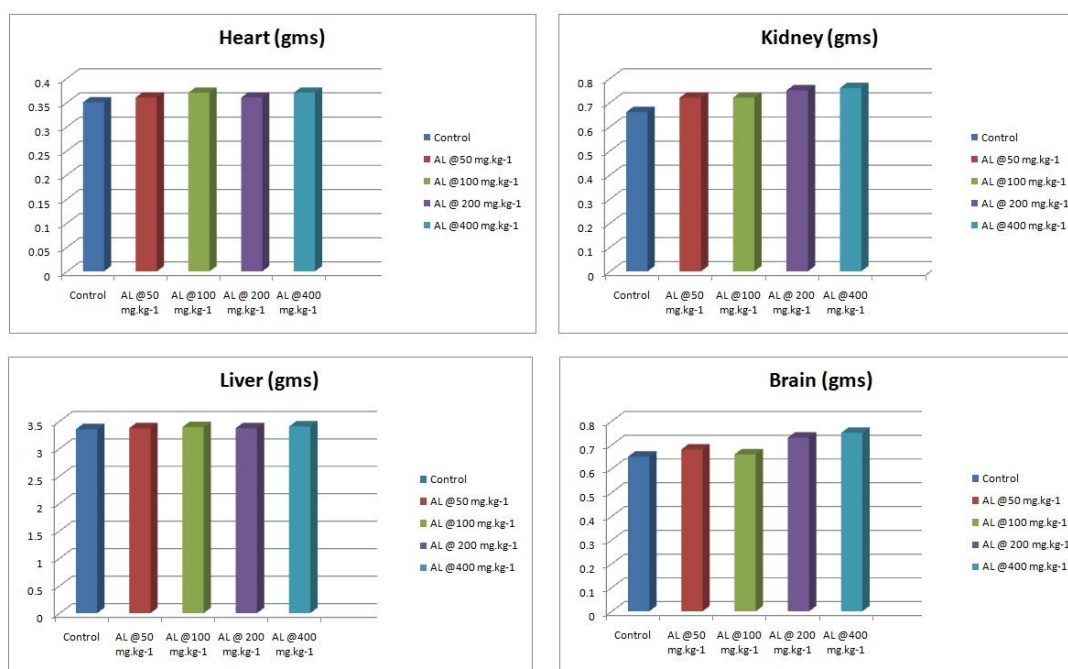 Heart (gms)
0.4
0.35
0.3
0.25
0.2
0.15
0.1
0.05
0
Control
AL @50 mg.kg-1
AL @100 mg.kg-1
AL @ 200 mg.kg-1
AL @400 mg.kg-1
Control
AL @50 mg.kg-1
AL @100 mg.kg-1
AL @ 200 mg.kg-1
AL @400 mg.kg-1
Kidney (gms)
0.8
0.7
0.6
0.5
0.4
0.3
0.2
0.1
0
Control
AL @50 mg.kg-1
AL @100 mg.kg-1
AL @ 200 mg.kg-1
AL @400 mg.kg-1
Control
AL @50 mg.kg-1
AL @100 mg.kg-1
AL @ 200 mg.kg-1
AL @400 mg.kg-1
Liver (gms)
3.5
3
2.5
2
1.5
1
0.5
0
Control
AL @50 mg.kg-1
AL @100 mg.kg-1
AL @ 200 mg.kg-1
AL @400 mg.kg-1
Control
AL @50 mg.kg-1
AL @100 mg.kg-1
AL @ 200 mg.kg-1
AL @400 mg.kg-1
Brain (gms)
0.8
0.7
0.6
0.5
0.4
0.3
0.2
0.1
0
Control
AL @50 mg.kg-1
AL @100 mg.kg-1
AL @ 200 mg.kg-1
AL @400 mg.kg-1
Control
AL @50 mg.kg-1
AL @100 mg.kg-1
AL @ 200 mg.kg-1
AL @400 mg.kg-1